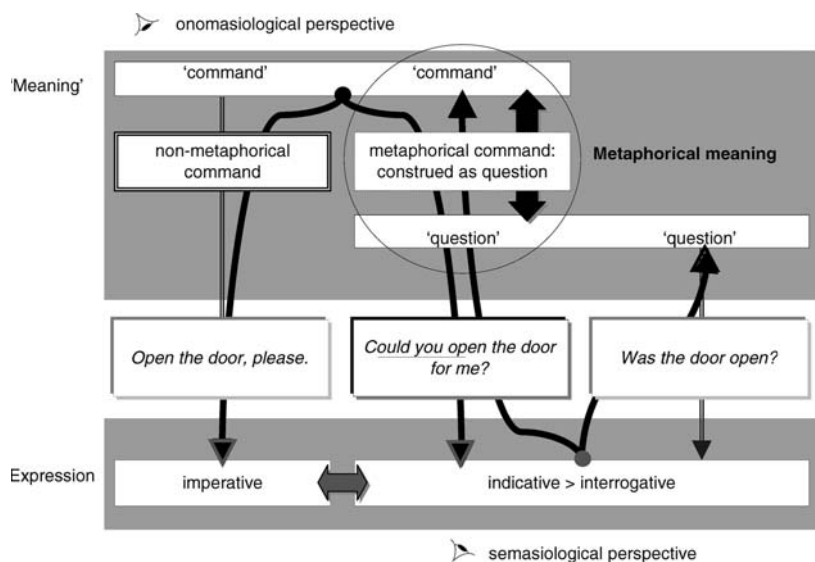 onomasiological perspective
'Meaning'
'command'
'command'
non-metaphorical
command
metaphorical command:
construed as question
Metaphorical meaning
'question'
'question'
Open the door, please.
Could you open the door
for me?
Was the door open?
Expression
imperative
indicative > interrogative
semasiological perspective